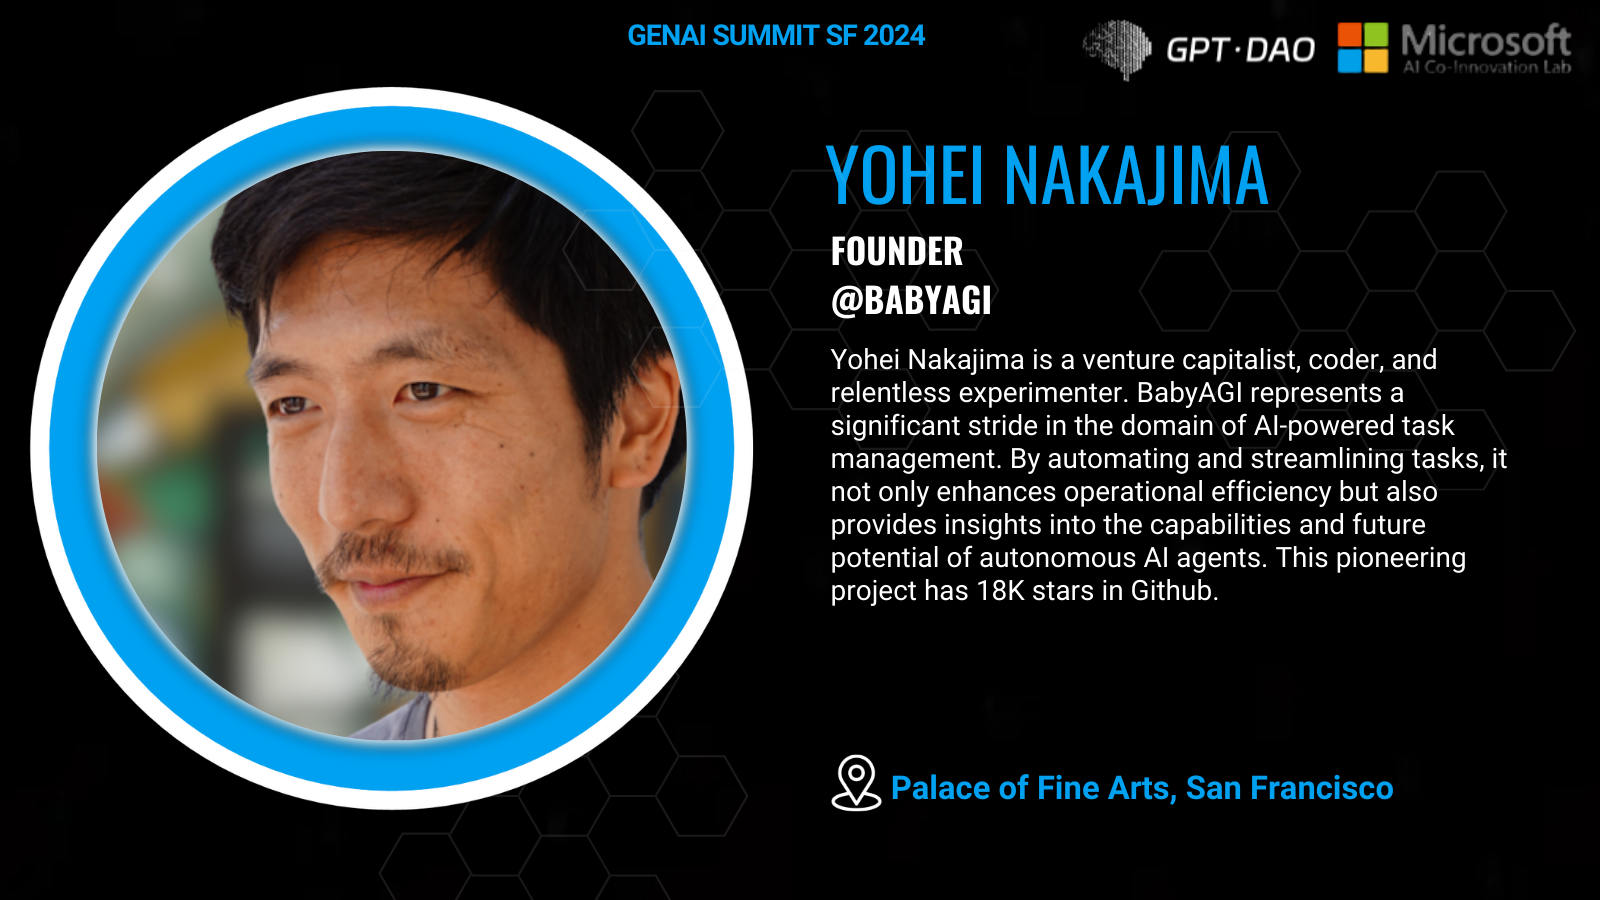 GENAI SUMMIT SF 2024
GPT·DAO
Microsoft
AI Co-Innovation Lab
YOHEI NAKAJIMA
FOUNDER
@BABYAGI
Yohei Nakajima is a venture capitalist, coder, and
relentless experimenter. BabyAGI represents a
significant stride in the domain of AI-powered task
management. By automating and streamlining tasks, it
not only enhances operational efficiency but also
provides insights into the capabilities and future
potential of autonomous AI agents. This pioneering
project has 18K stars in Github.
Palace of Fine Arts, San Francisco